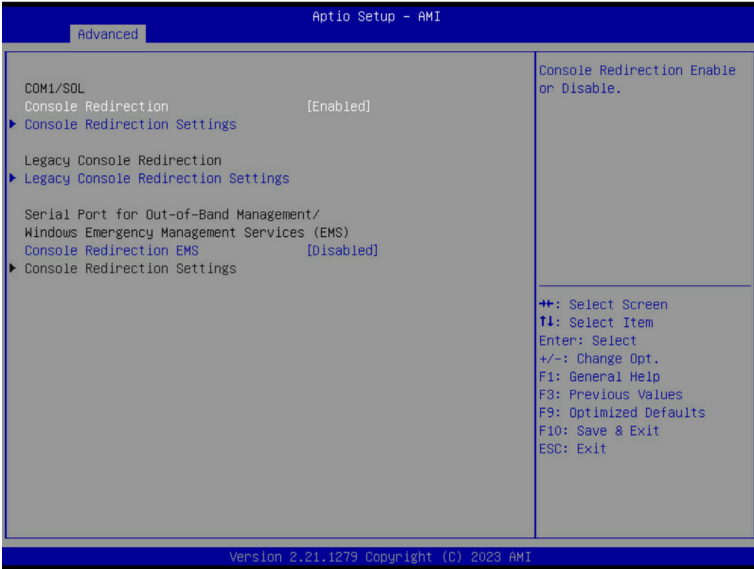 Aptio Setup – AMI
Advanced
COM1/SOL
Console Redirection [Enabled]
▶ Console Redirection Settings
Legacy Console Redirection
▶ Legacy Console Redirection Settings
Serial Port for Out-of-Band Management/
Windows Emergency Management Services (EMS)
Console Redirection EMS [Disabled]
▶ Console Redirection Settings
Console Redirection Enable
or Disable.
→←: Select Screen
↑↓: Select Item
Enter: Select
+/-: Change Opt.
F1: General Help
F3: Previous Values
F9: Optimized Defaults
F10: Save & Exit
ESC: Exit
Version 2.21.1279 Copyright (C) 2023 AMI